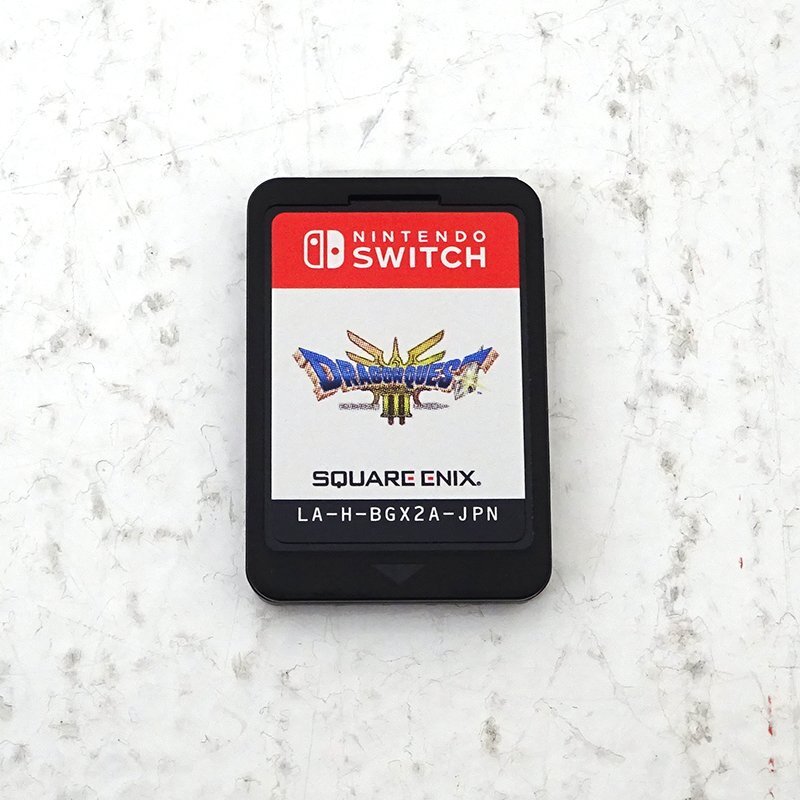 NINTENDO
SWITCH
DRAGON QUEST
III
SQUARE ENIX®
LA-H-BGX2A-JPN